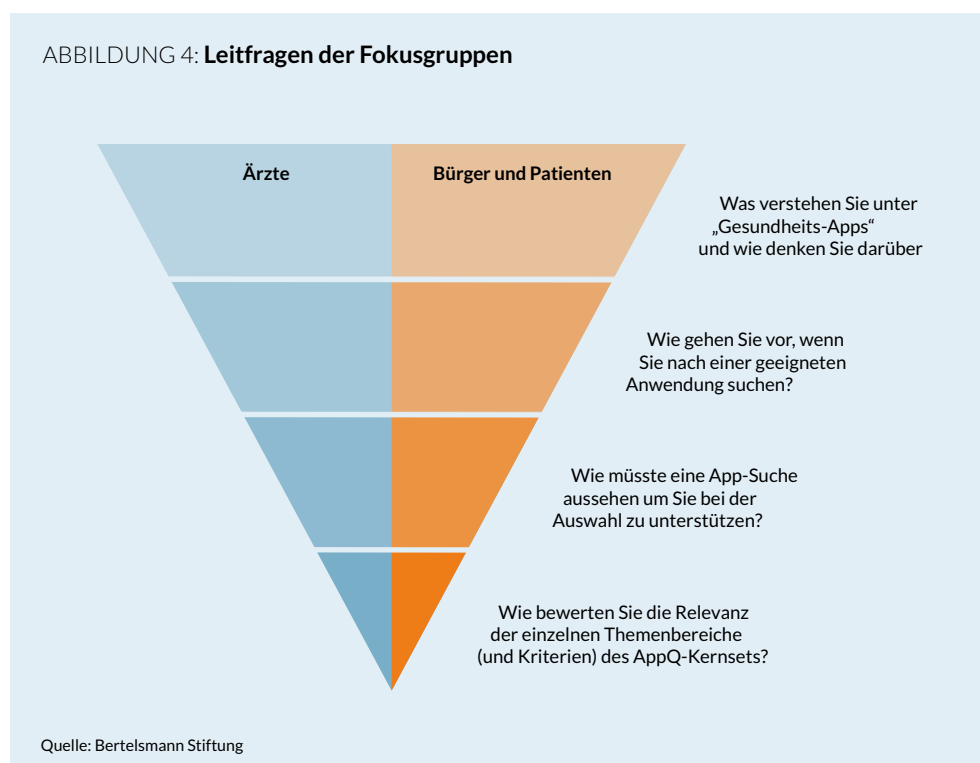 ABBILDUNG 4: Leitfragen der Fokusgruppen
Ärzte
Bürger und Patienten
Was verstehen Sie unter
„Gesundheits-Apps“
und wie denken Sie darüber
Wie gehen Sie vor, wenn
Sie nach einer geeigneten
Anwendung suchen?
Wie müsste eine App-Suche
aussehen um Sie bei der
Auswahl zu unterstützen?
Wie bewerten Sie die Relevanz
der einzelnen Themenbereiche
(und Kriterien) des AppQ-Kernsets?
Quelle: Bertelsmann Stiftung